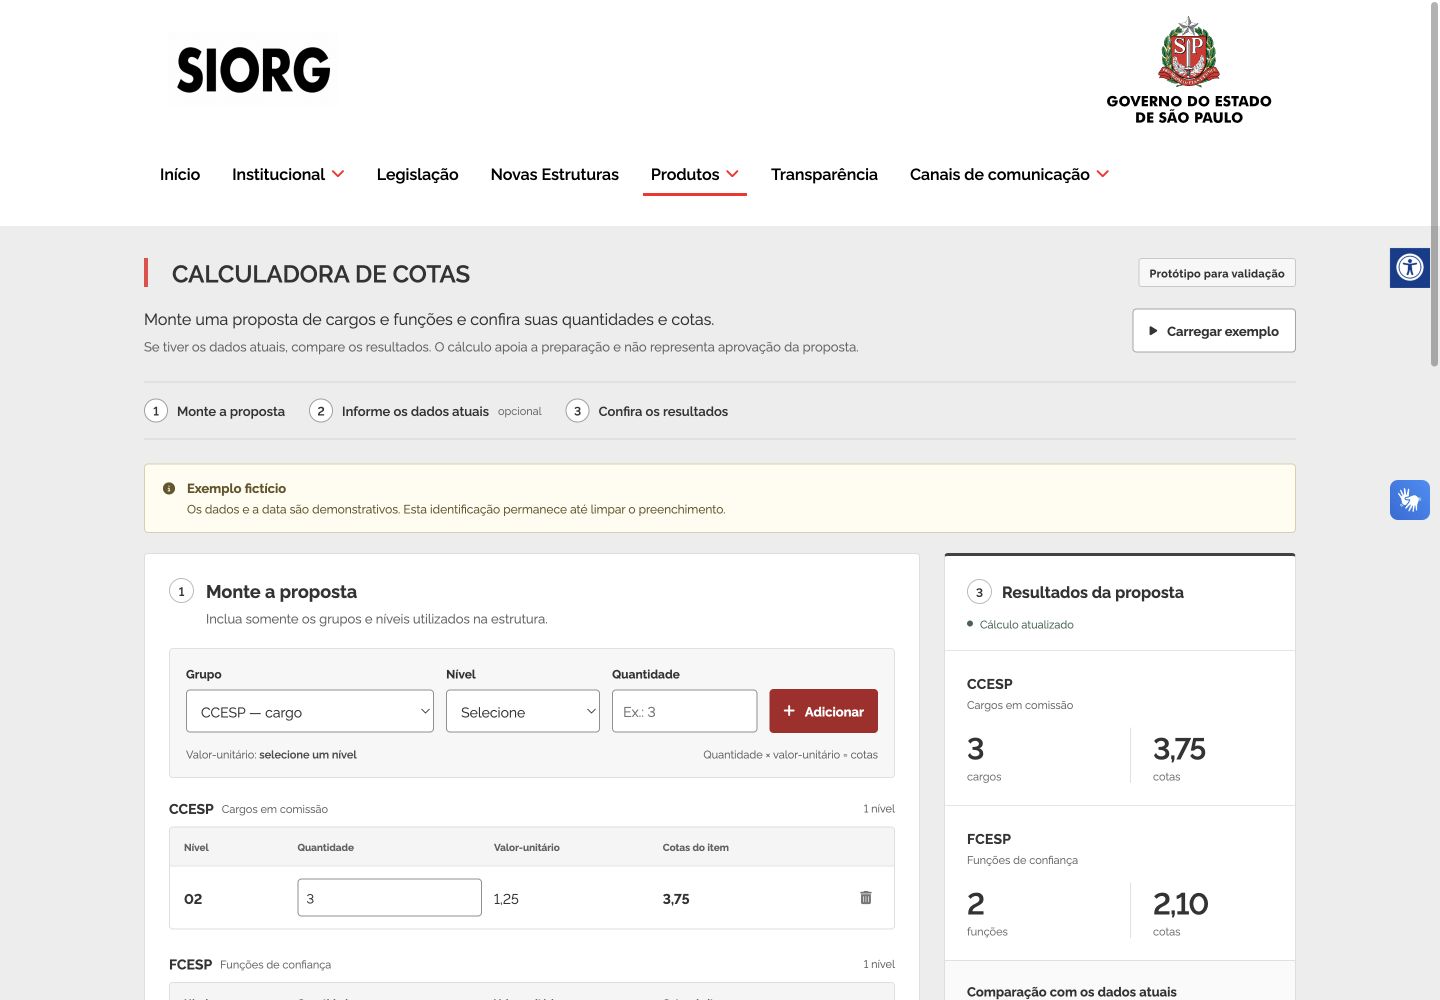 SIORG
SP
GOVERNO DO ESTADO
DE SÃO PAULO
Início
Institucional
Legislação
Novas Estruturas
Produtos
Transparência
Canais de comunicação
CALCULADORA DE COTAS
Protótipo para validação
Monte uma proposta de cargos e funções e confira suas quantidades e cotas.
Se tiver os dados atuais, compare os resultados. O cálculo apoia a preparação e não representa aprovação da proposta.
Carregar exemplo
1 Monte a proposta
2 Informe os dados atuais opcional
3 Confira os resultados
Exemplo fictício
Os dados e a data são demonstrativos. Esta identificação permanece até limpar o preenchimento.
1 Monte a proposta
Inclua somente os grupos e níveis utilizados na estrutura.
Grupo
Nível
Quantidade
CCESP — cargo
Selecione
Ex.: 3
+ Adicionar
Valor-unitário: selecione um nível
Quantidade × valor-unitário = cotas
CCESP Cargos em comissão
1 nível
Nível
Quantidade
Valor-unitário
Cotas do item
02
3
1,25
3,75
FCESP Funções de confiança
1 nível
3 Resultados da proposta
Cálculo atualizado
CCESP
Cargos em comissão
3
3,75
cargos
cotas
FCESP
Funções de confiança
2
2,10
funções
cotas
Comparação com os dados atuais